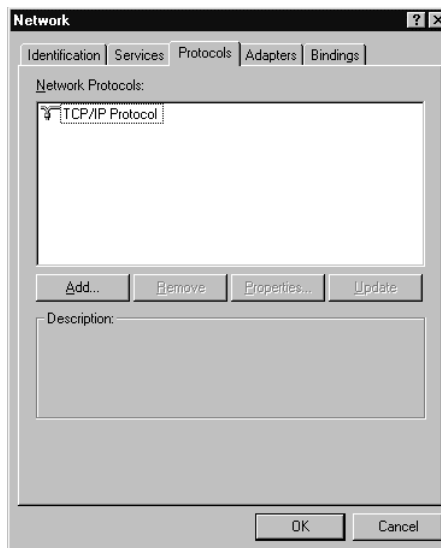 Network
Identification Services Protocols Adapters Bindings
Network Protocols:
TCP/IP Protocol
Add... Remove Properties... Update
Description:
OK Cancel